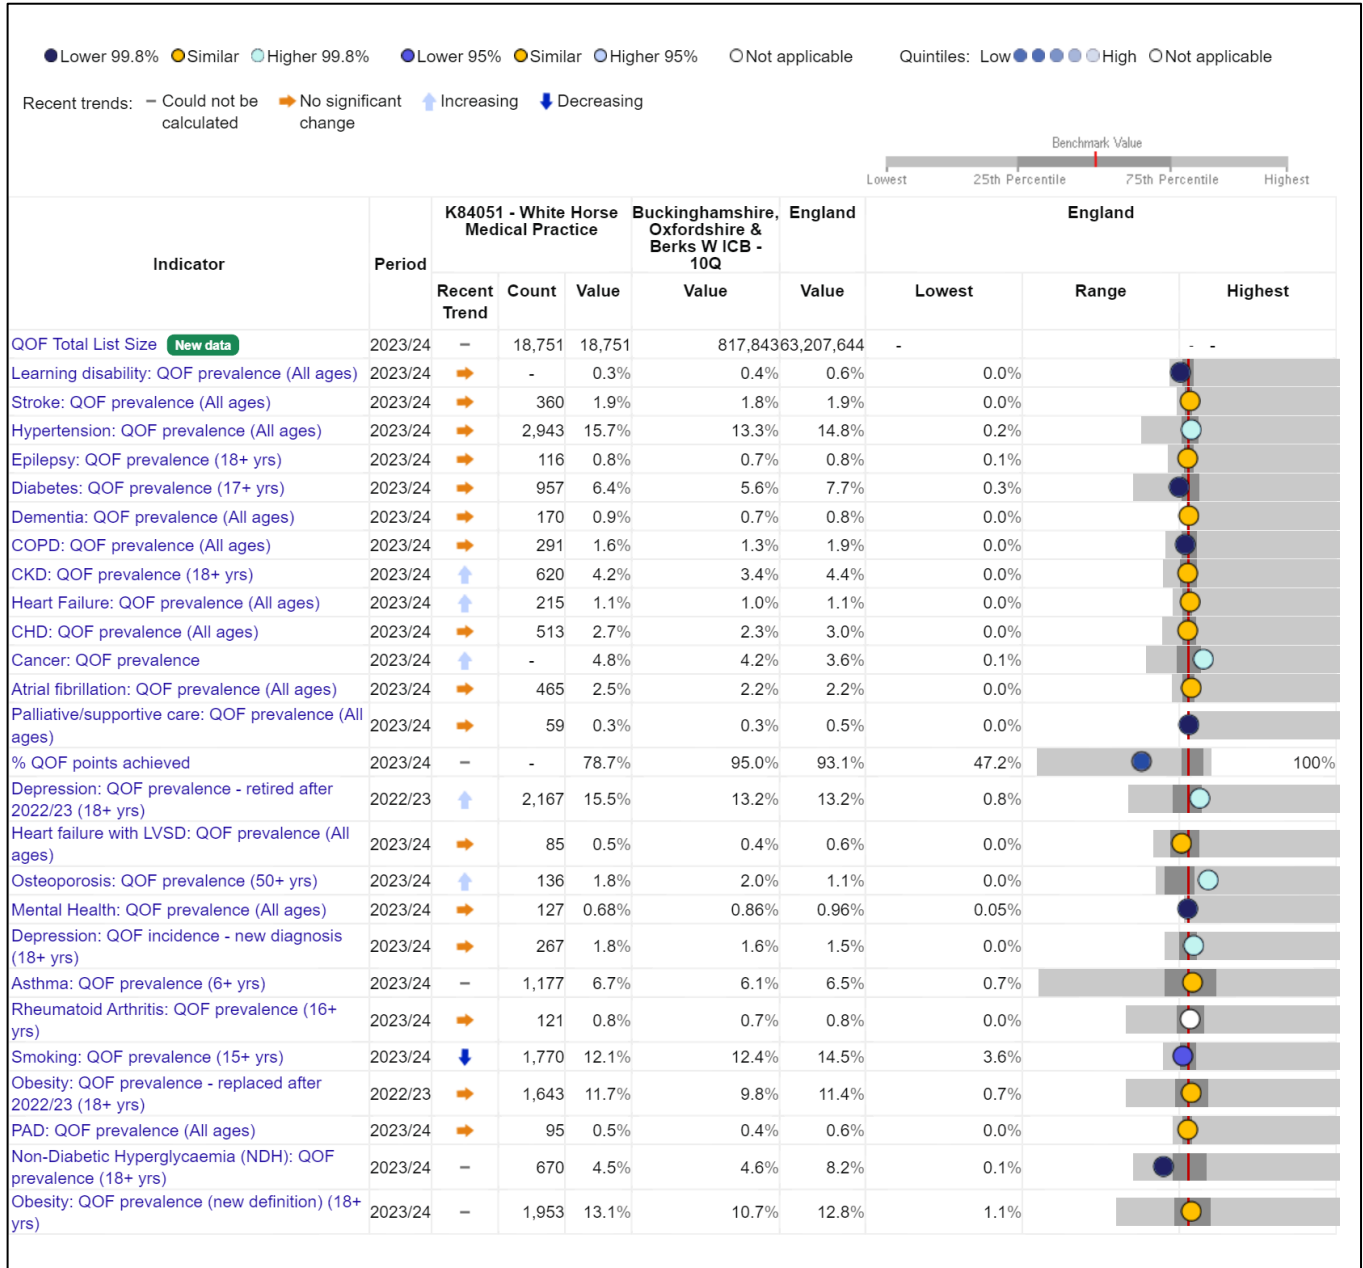 Lower 99.8% Similar Higher 99.8% Lower 95% Similar Higher 95% Not applicable Quintiles: Low High Not applicable
Recent trends: – Could not be calculated No significant change Increasing Decreasing
Benchmark Value
Lowest 25th Percentile 75th Percentile Highest
Indicator Period K84051 - White Horse Medical Practice Buckinghamshire, Oxfordshire & Berks W ICB - 10Q England England
Recent Trend Count Value Value Value Lowest Range Highest
QOF Total List Size New data 2023/24 – 18,751 18,751 817,843 63,207,644 - - -
Learning disability: QOF prevalence (All ages) 2023/24 - 0.3% 0.4% 0.6% 0.0%
Stroke: QOF prevalence (All ages) 2023/24 360 1.9% 1.8% 1.9% 0.0%
Hypertension: QOF prevalence (All ages) 2023/24 2,943 15.7% 13.3% 14.8% 0.2%
Epilepsy: QOF prevalence (18+ yrs) 2023/24 116 0.8% 0.7% 0.8% 0.1%
Diabetes: QOF prevalence (17+ yrs) 2023/24 957 6.4% 5.6% 7.7% 0.3%
Dementia: QOF prevalence (All ages) 2023/24 170 0.9% 0.7% 0.8% 0.0%
COPD: QOF prevalence (All ages) 2023/24 291 1.6% 1.3% 1.9% 0.0%
CKD: QOF prevalence (18+ yrs) 2023/24 620 4.2% 3.4% 4.4% 0.0%
Heart Failure: QOF prevalence (All ages) 2023/24 215 1.1% 1.0% 1.1% 0.0%
CHD: QOF prevalence (All ages) 2023/24 513 2.7% 2.3% 3.0% 0.0%
Cancer: QOF prevalence 2023/24 - 4.8% 4.2% 3.6% 0.1%
Atrial fibrillation: QOF prevalence (All ages) 2023/24 465 2.5% 2.2% 2.2% 0.0%
Palliative/supportive care: QOF prevalence (All ages) 2023/24 59 0.3% 0.3% 0.5% 0.0%
% QOF points achieved 2023/24 – - 78.7% 95.0% 93.1% 47.2% 100%
Depression: QOF prevalence - retired after 2022/23 (18+ yrs) 2022/23 2,167 15.5% 13.2% 13.2% 0.8%
Heart failure with LVSD: QOF prevalence (All ages) 2023/24 85 0.5% 0.4% 0.6% 0.0%
Osteoporosis: QOF prevalence (50+ yrs) 2023/24 136 1.8% 2.0% 1.1% 0.0%
Mental Health: QOF prevalence (All ages) 2023/24 127 0.68% 0.86% 0.96% 0.05%
Depression: QOF incidence - new diagnosis (18+ yrs) 2023/24 267 1.8% 1.6% 1.5% 0.0%
Asthma: QOF prevalence (6+ yrs) 2023/24 – 1,177 6.7% 6.1% 6.5% 0.7%
Rheumatoid Arthritis: QOF prevalence (16+ yrs) 2023/24 121 0.8% 0.7% 0.8% 0.0%
Smoking: QOF prevalence (15+ yrs) 2023/24 1,770 12.1% 12.4% 14.5% 3.6%
Obesity: QOF prevalence - replaced after 2022/23 (18+ yrs) 2022/23 1,643 11.7% 9.8% 11.4% 0.7%
PAD: QOF prevalence (All ages) 2023/24 95 0.5% 0.4% 0.6% 0.0%
Non-Diabetic Hyperglycaemia (NDH): QOF prevalence (18+ yrs) 2023/24 – 670 4.5% 4.6% 8.2% 0.1%
Obesity: QOF prevalence (new definition) (18+ yrs) 2023/24 – 1,953 13.1% 10.7% 12.8% 1.1%